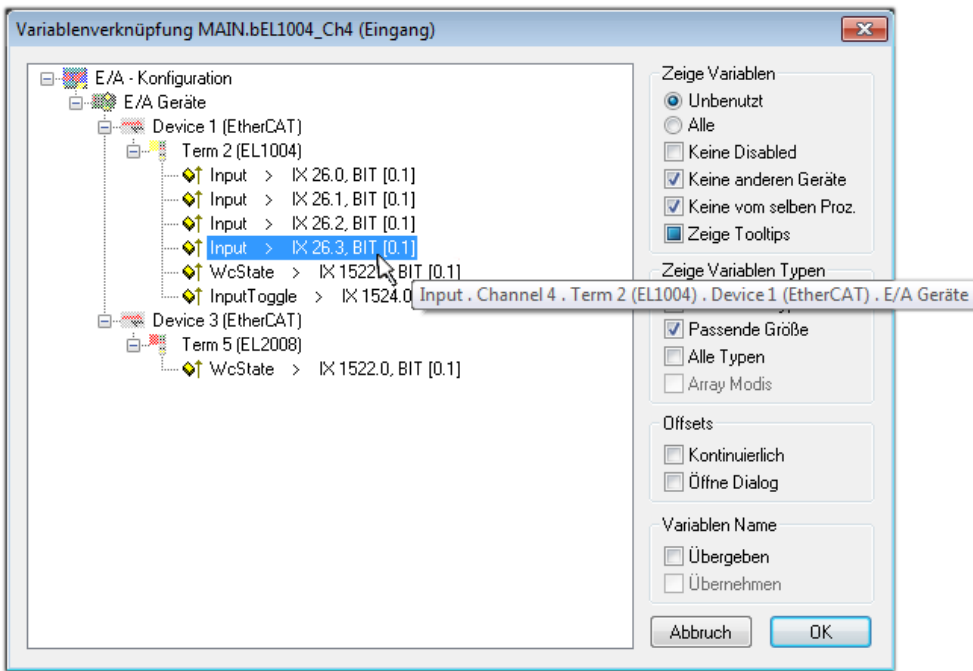 Variablenverknüpfung MAIN.bEL1004_Ch4 (Eingang)
E/A - Konfiguration
E/A Geräte
Device 1 (EtherCAT)
Term 2 (EL1004)
Input > IX 26.0, BIT [0.1]
Input > IX 26.1, BIT [0.1]
Input > IX 26.2, BIT [0.1]
Input > IX 26.3, BIT [0.1]
WcState > IX 1522. BIT [0.1]
InputToggle > IX 1524.0
Input . Channel 4 . Term 2 (EL1004) . Device 1 (EtherCAT) . E/A Geräte
Device 3 (EtherCAT)
Term 5 (EL2008)
WcState > IX 1522.0, BIT [0.1]
Zeige Variablen
Unbenutzt
Alle
Keine Disabled
Keine anderen Geräte
Keine vom selben Proz.
Zeige Tooltips
Zeige Variablen Typen
Passende Größe
Alle Typen
Array Modis
Offsets
Kontinuierlich
Öffne Dialog
Variablen Name
Übergeben
Übernehmen
Abbruch
OK